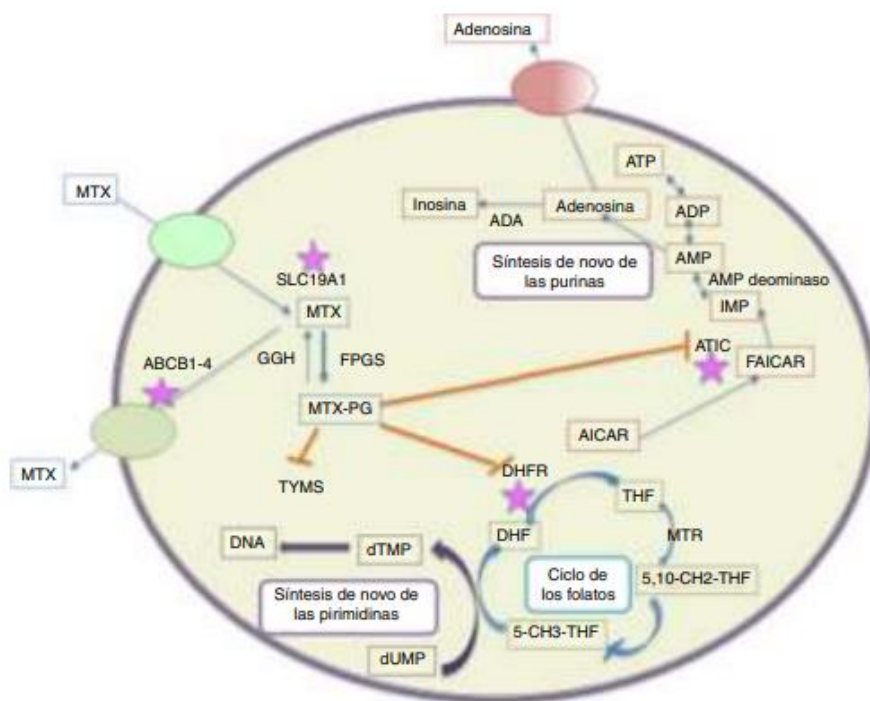 Adenosina
ATP
MTX
Inosina
Adenosina
ADP
ADA
AMP
Síntesis de novo de
las purinas
AMP deominaso
SLC19A1
IMP
MTX
ATIC
ABCB1-4
GGH
FPGS
FAICAR
MTX-PG
AICAR
MTX
TYMS
DHFR
THF
DNA
dTMP
DHF
MTR
Ciclo de
los folatos
5,10-CH2-THF
Síntesis de novo de
las pirimidinas
5-CH3-THF
dUMP